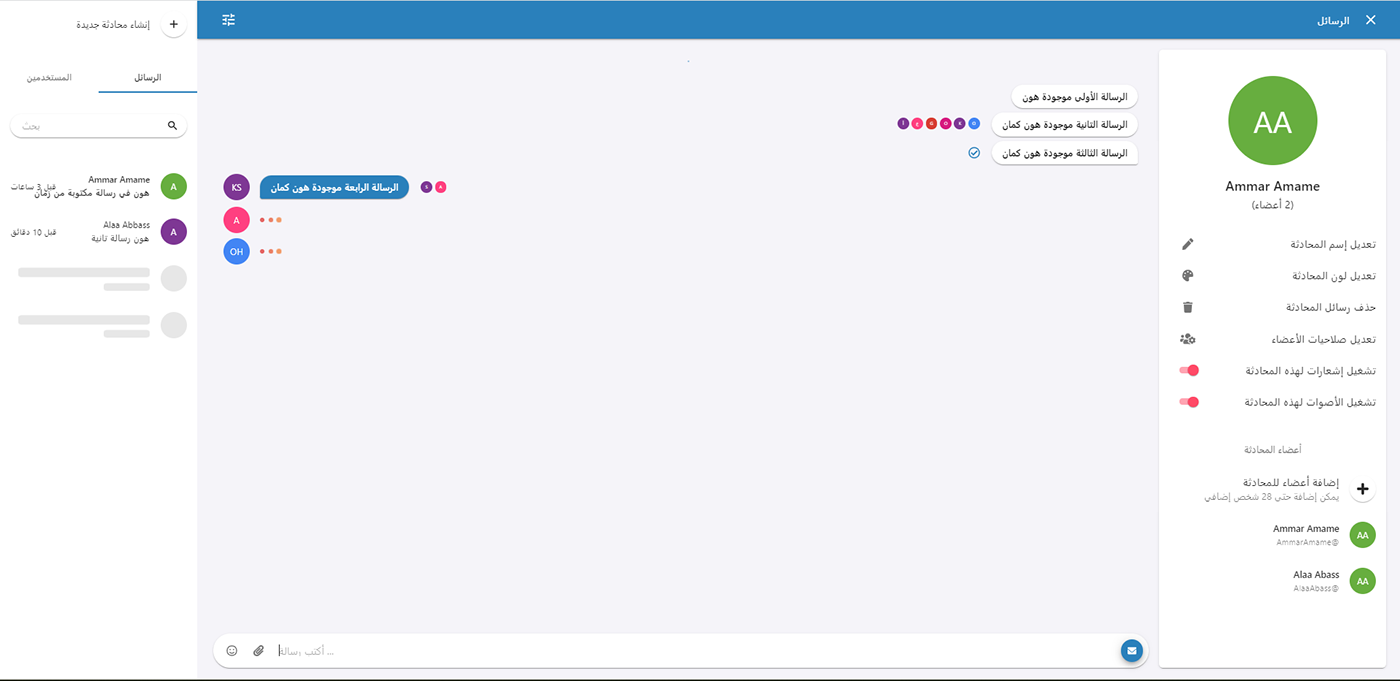 الرسائل
إنشاء محادثة جديدة
الرسائل
المستخدمين
بحث
Ammar Amame
قبل 3 ساعات
هون في رسالة مكتوبة من زمان
A
Alaa Abbass
قبل 10 دقائق
هون رسالة تانية
A
الرسالة الأولى موجودة هون
الرسالة الثانية موجودة هون كمان
الرسالة الثالثة موجودة هون كمان
KS
الرسالة الرابعة موجودة هون كمان
S
A
A
OH
أكتب رسالة ...
AA
Ammar Amame
(2 أعضاء)
تعديل إسم المحادثة
تعديل لون المحادثة
حذف رسائل المحادثة
تعديل صلاحيات الأعضاء
تشغيل إشعارات لهذه المحادثة
تشغيل الأصوات لهذه المحادثة
أعضاء المحادثة
إضافة أعضاء للمحادثة
يمكن إضافة حتى 28 شخص إضافي
AA
Ammar Amame
AmmarAmame@
AA
Alaa Abass
AlaaAbass@